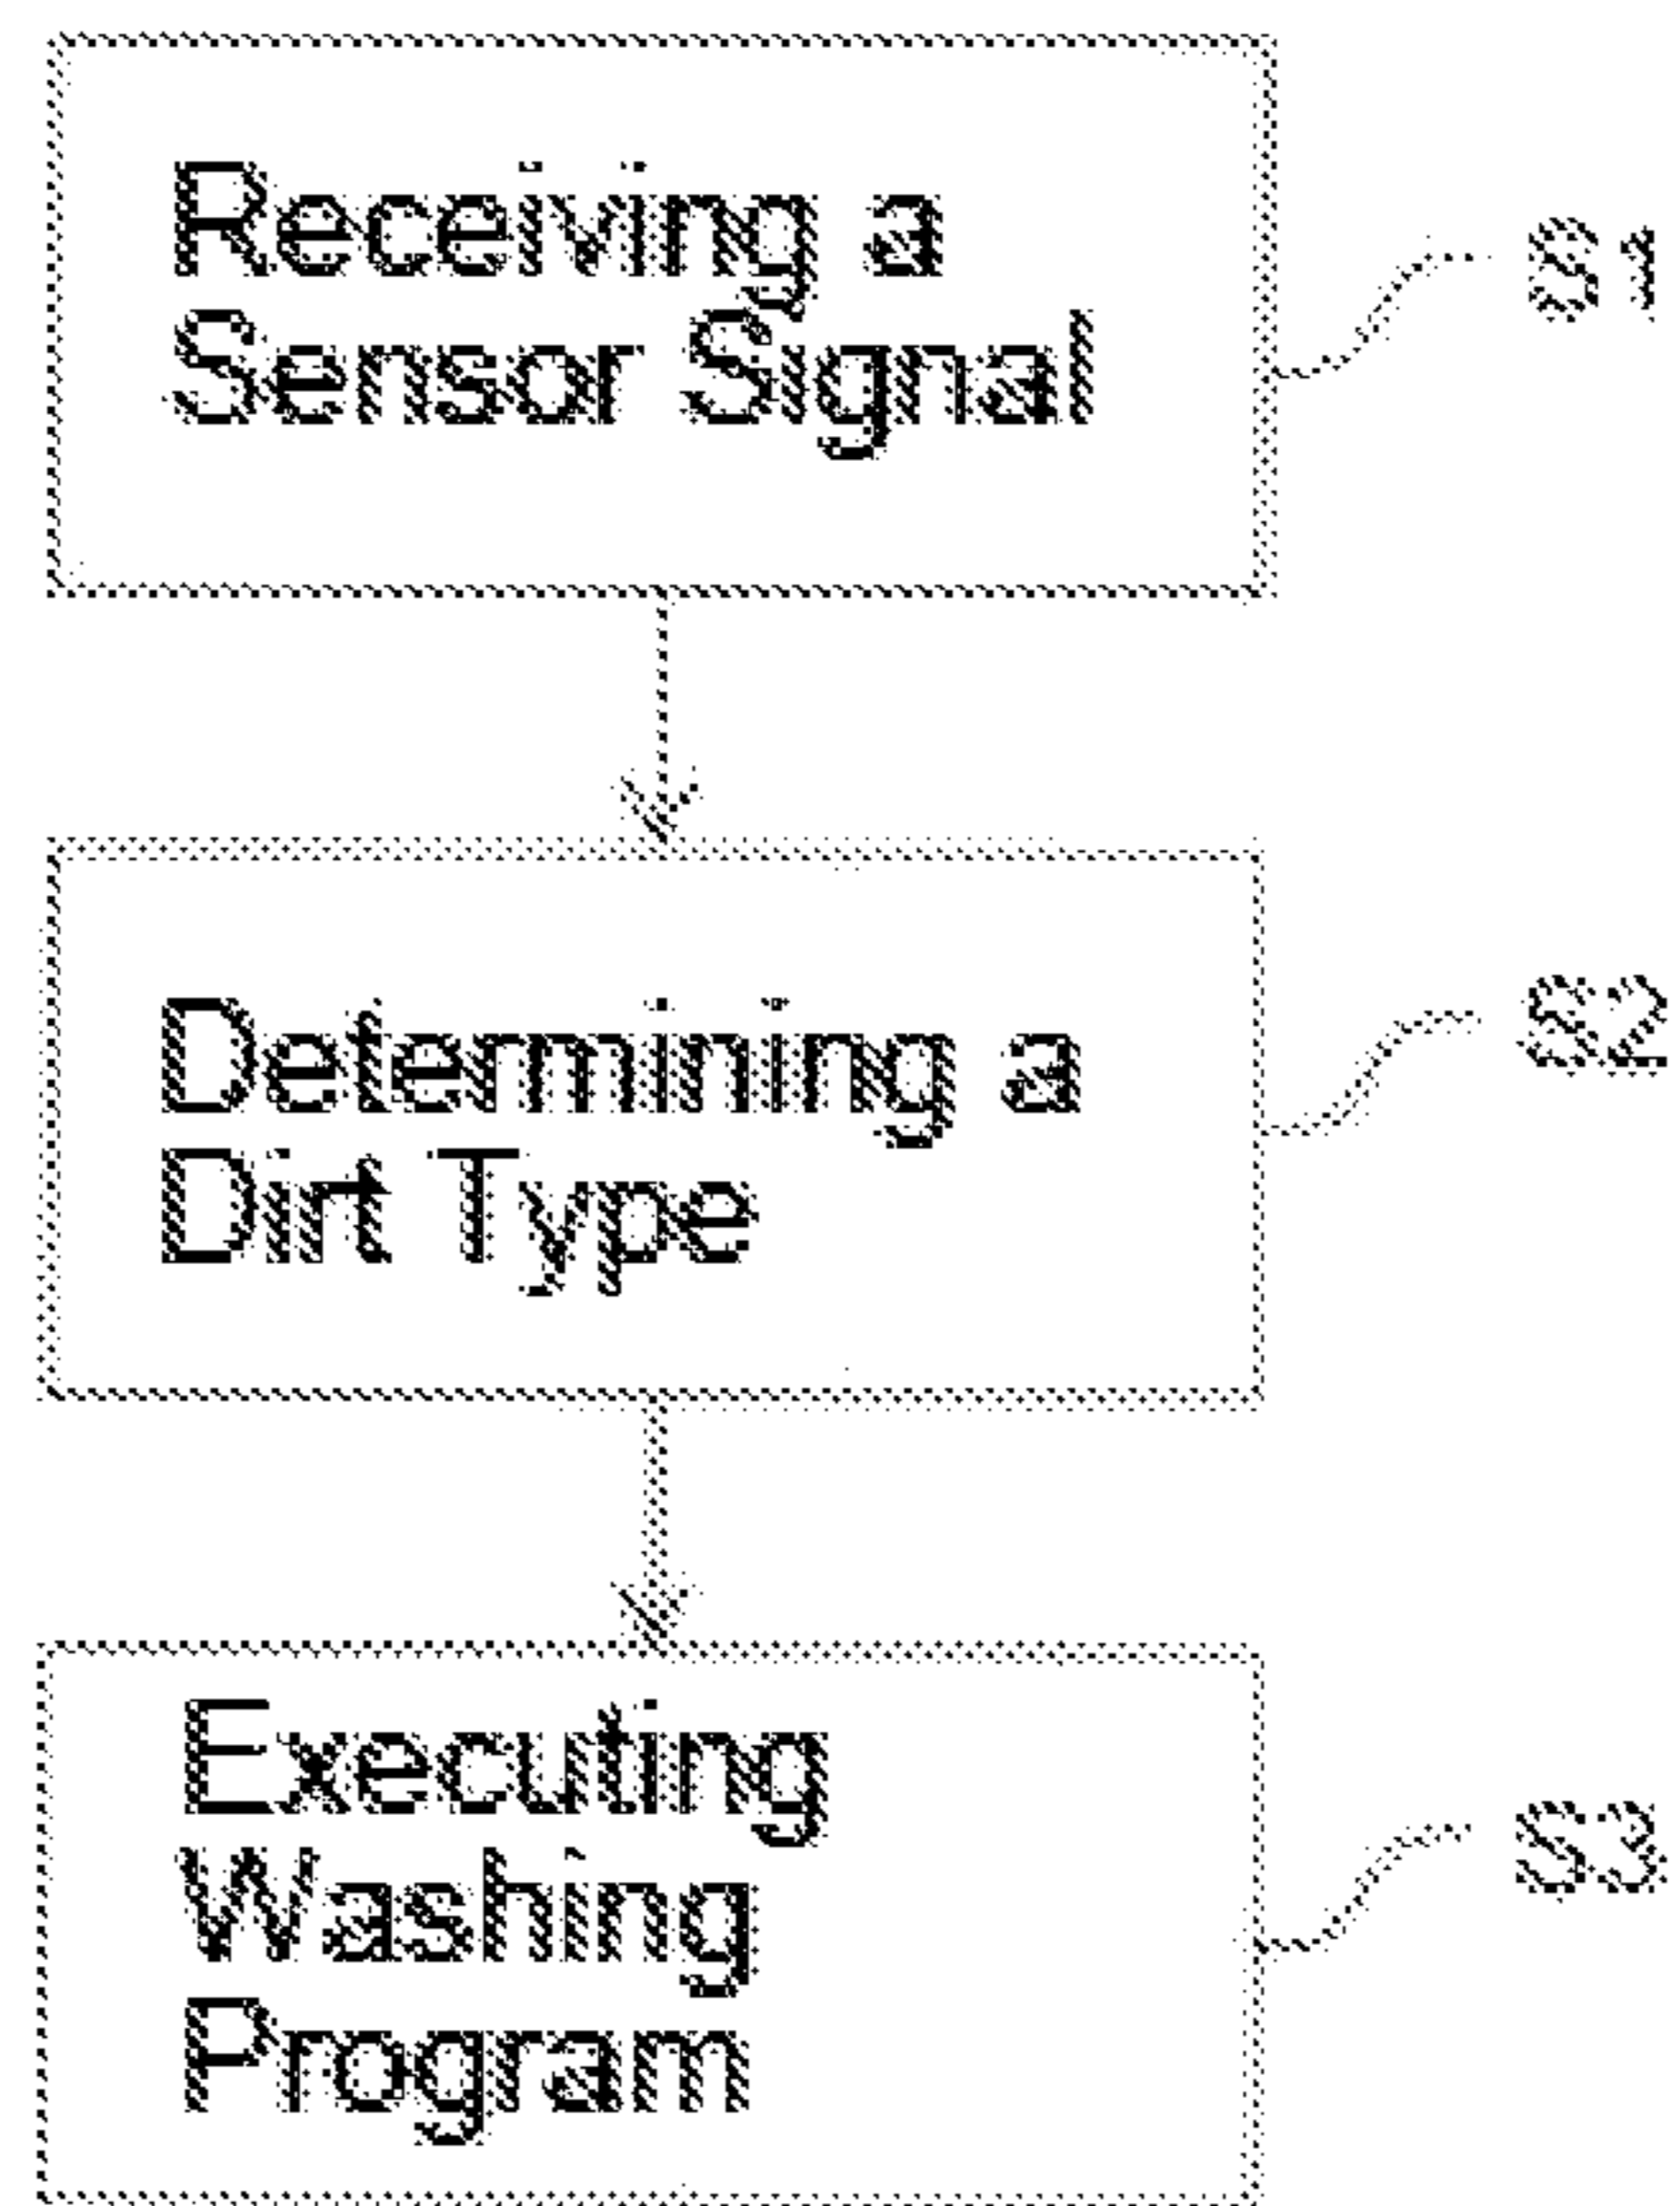 Receiving a
Sensor Signal
S1
Determining a
Dirt Type
S2
Executing
Washing
Program
S3